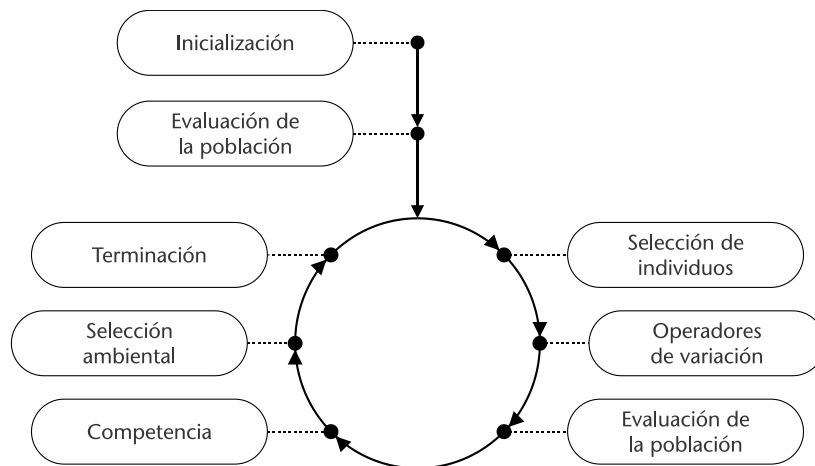 Inicialización
Evaluación de
la población
Terminación
Selección de
individuos
Selección
ambiental
Operadores
de variación
Competencia
Evaluación de
la población